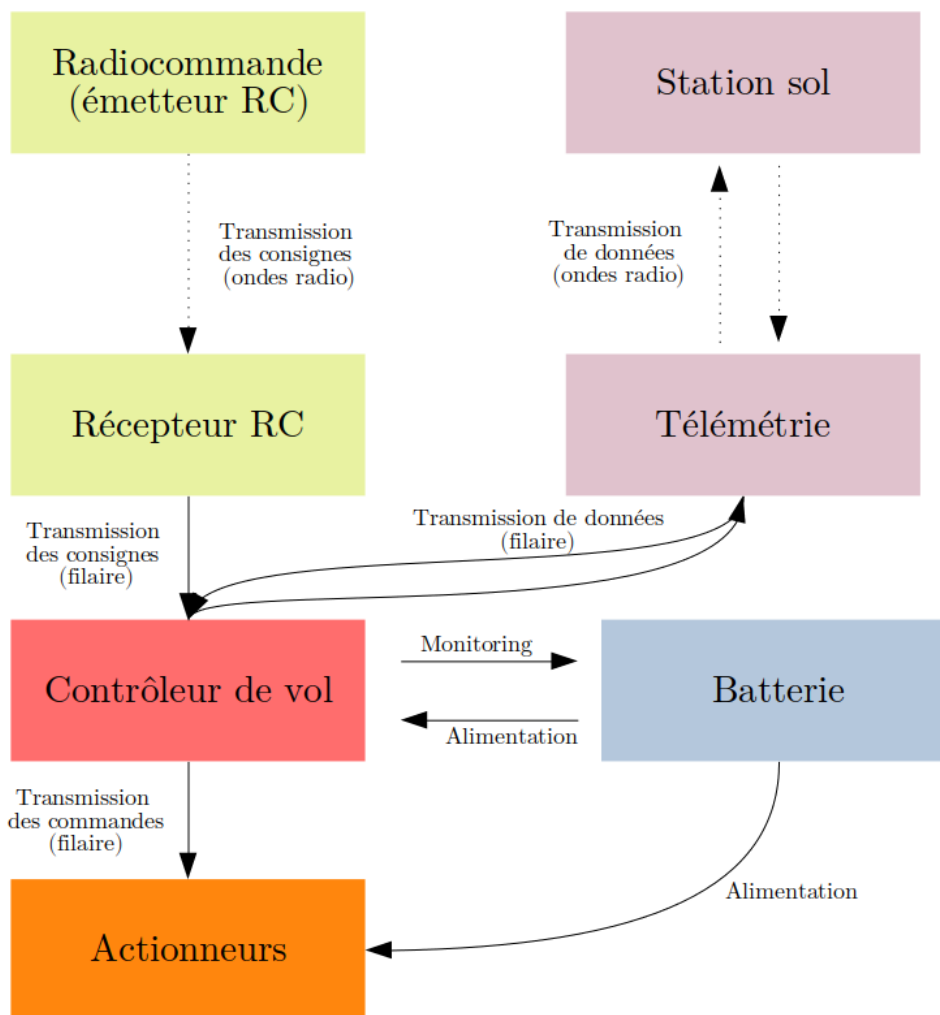 Radiocommande
(émetteur RC)
Station sol
Transmission
des consignes
(ondes radio)
Transmission
de données
(ondes radio)
Récepteur RC
Télémétrie
Transmission
des consignes
(filaire)
Transmission de données
(filaire)
Contrôleur de vol
Monitoring
Alimentation
Batterie
Transmission
des commandes
(filaire)
Alimentation
Actionneurs